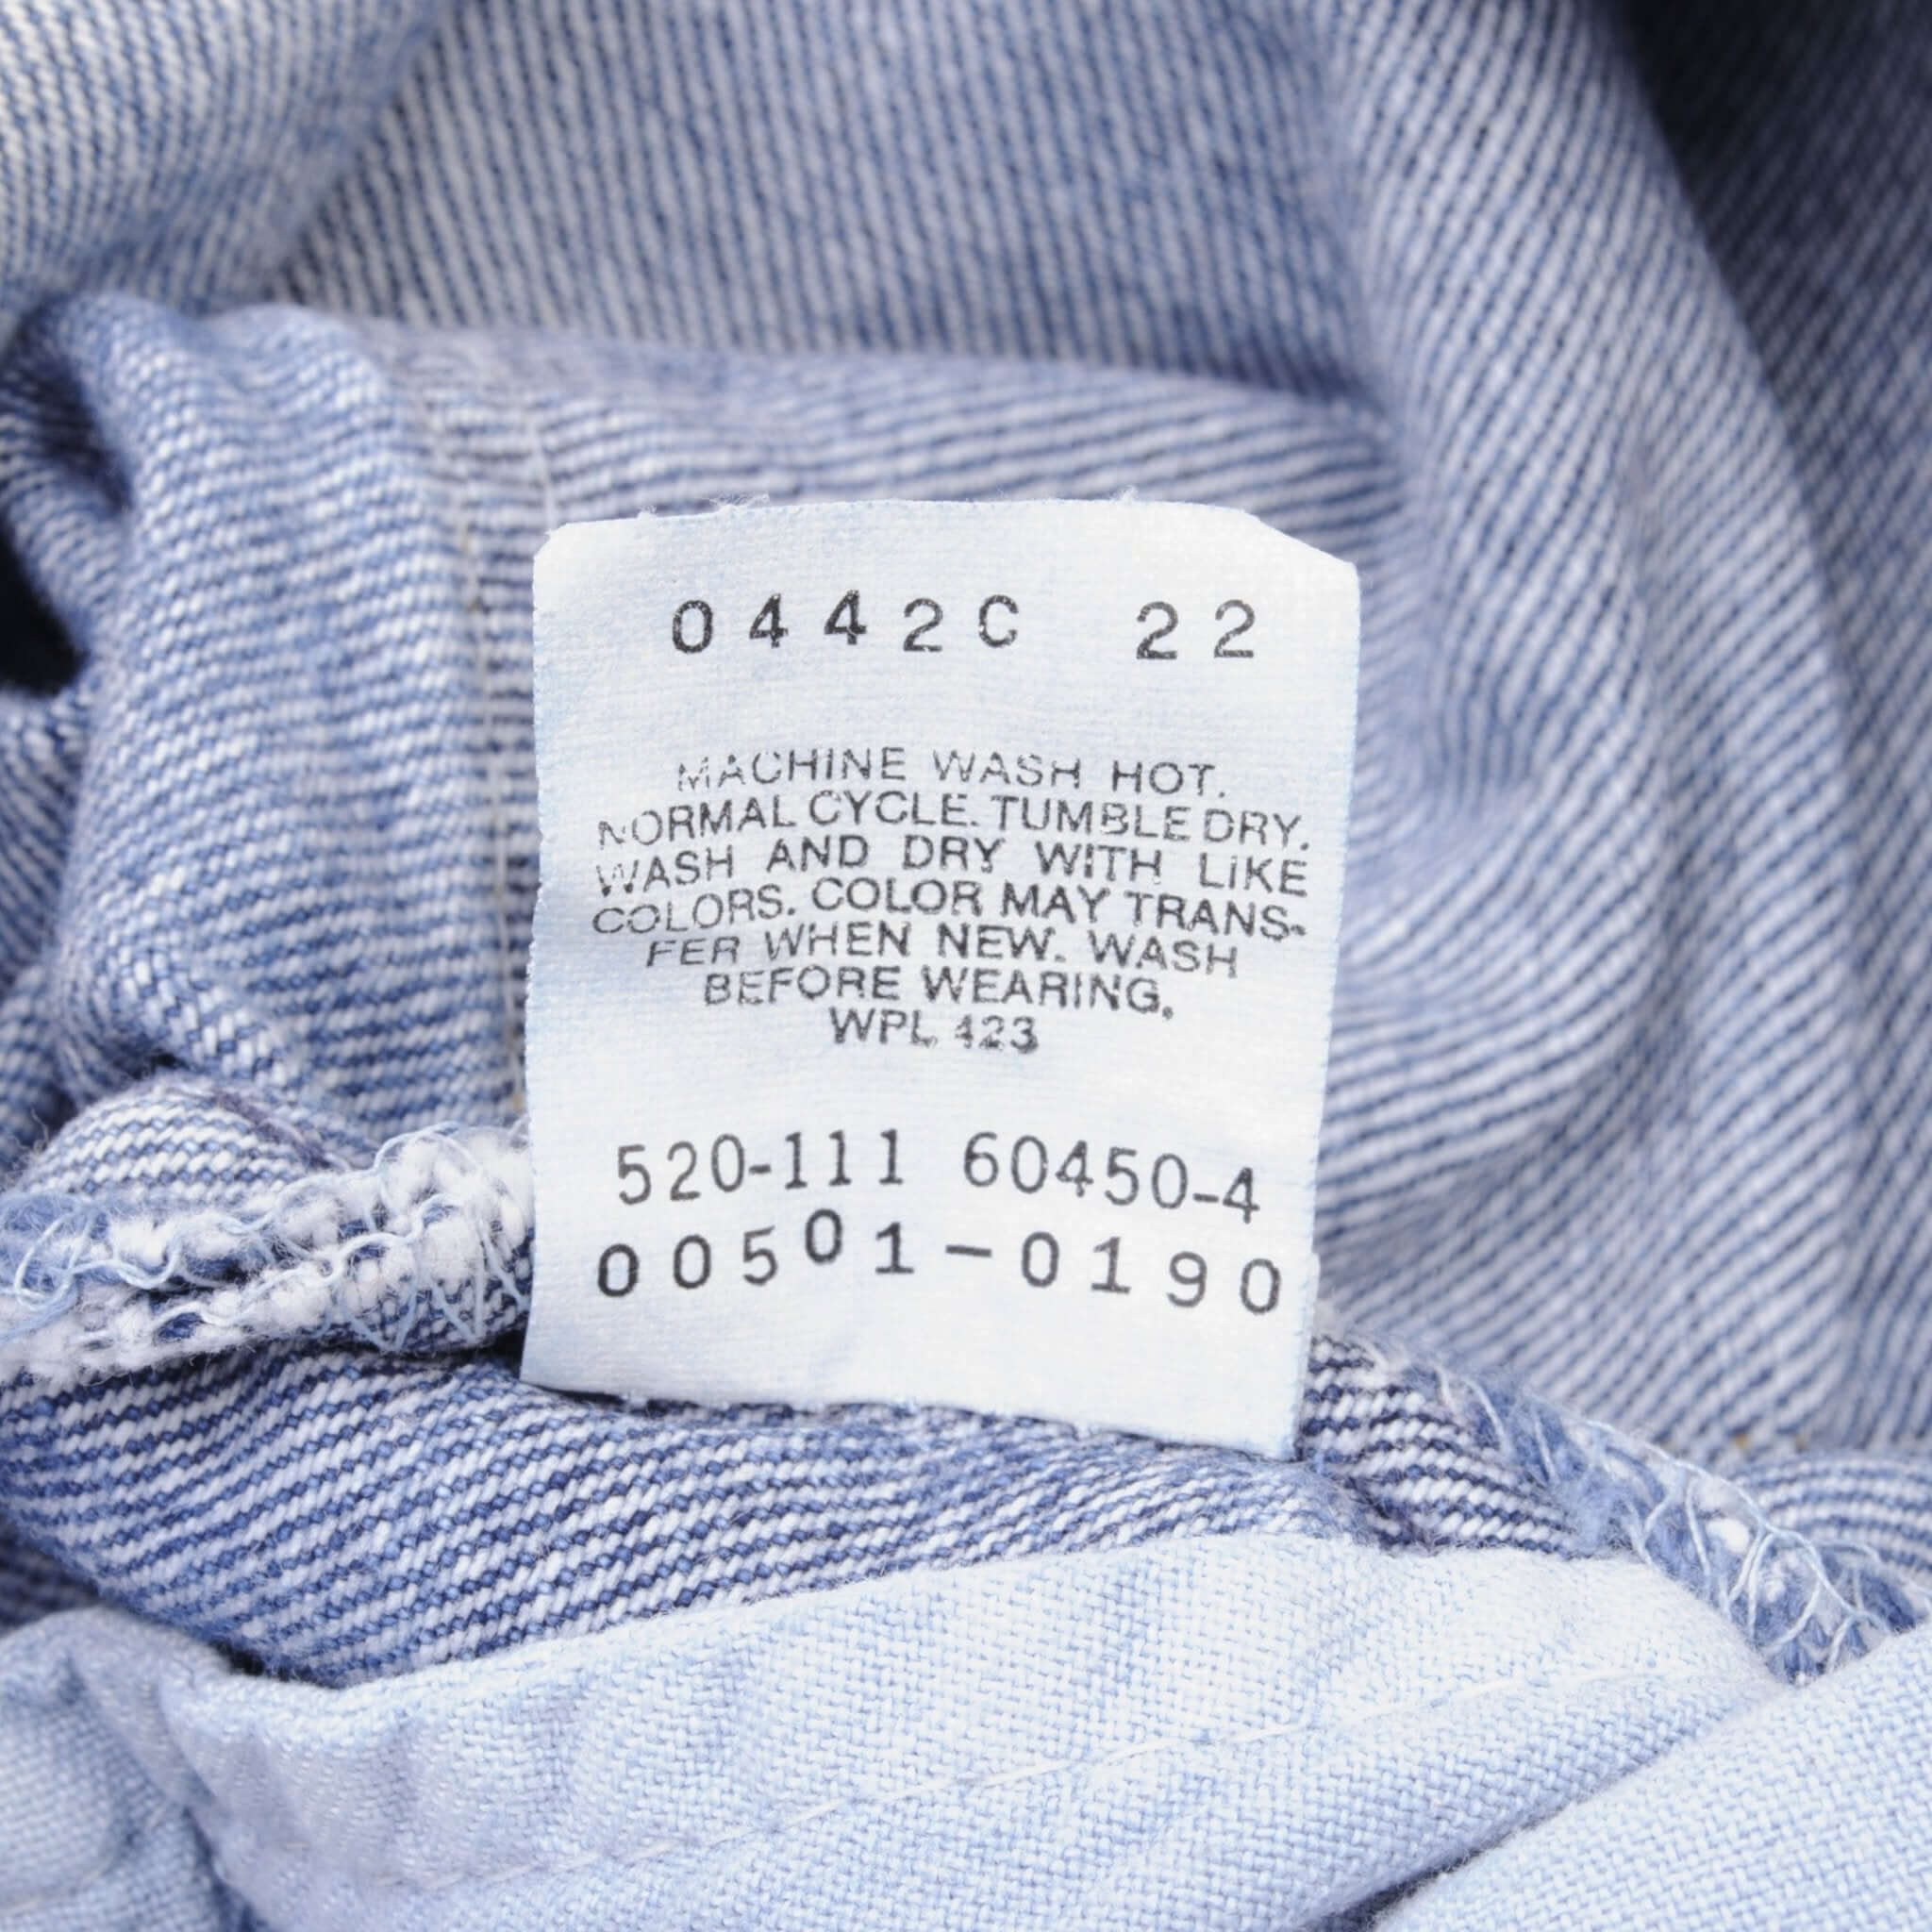 0442C 22
MACHINE WASH HOT.
NORMAL CYCLE. TUMBLE DRY.
WASH AND DRY WITH LIKE
COLORS. COLOR MAY TRANS-
FER WHEN NEW. WASH
BEFORE WEARING.
WPL 423
520-111 60450-4
00501-0190